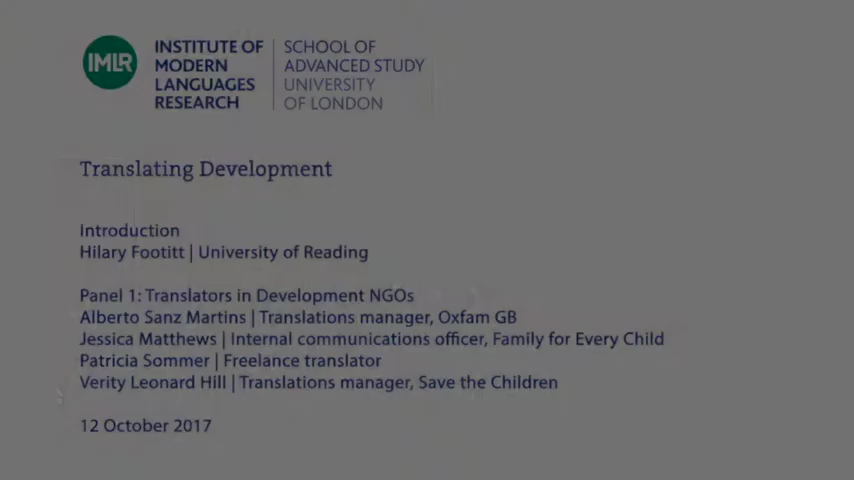 IMLR
INSTITUTE OF
MODERN
LANGUAGES
RESEARCH
SCHOOL OF
ADVANCED STUDY
UNIVERSITY
OF LONDON
Translating Development
Introduction
Hilary Footitt | University of Reading
Panel 1: Translators in Development NGOs
Alberto Sanz Martins | Translations manager, Oxfam GB
Jessica Matthews | Internal communications officer, Family for Every Child
Patricia Sommer | Freelance translator
Verity Leonard Hill | Translations manager, Save the Children
12 October 2017